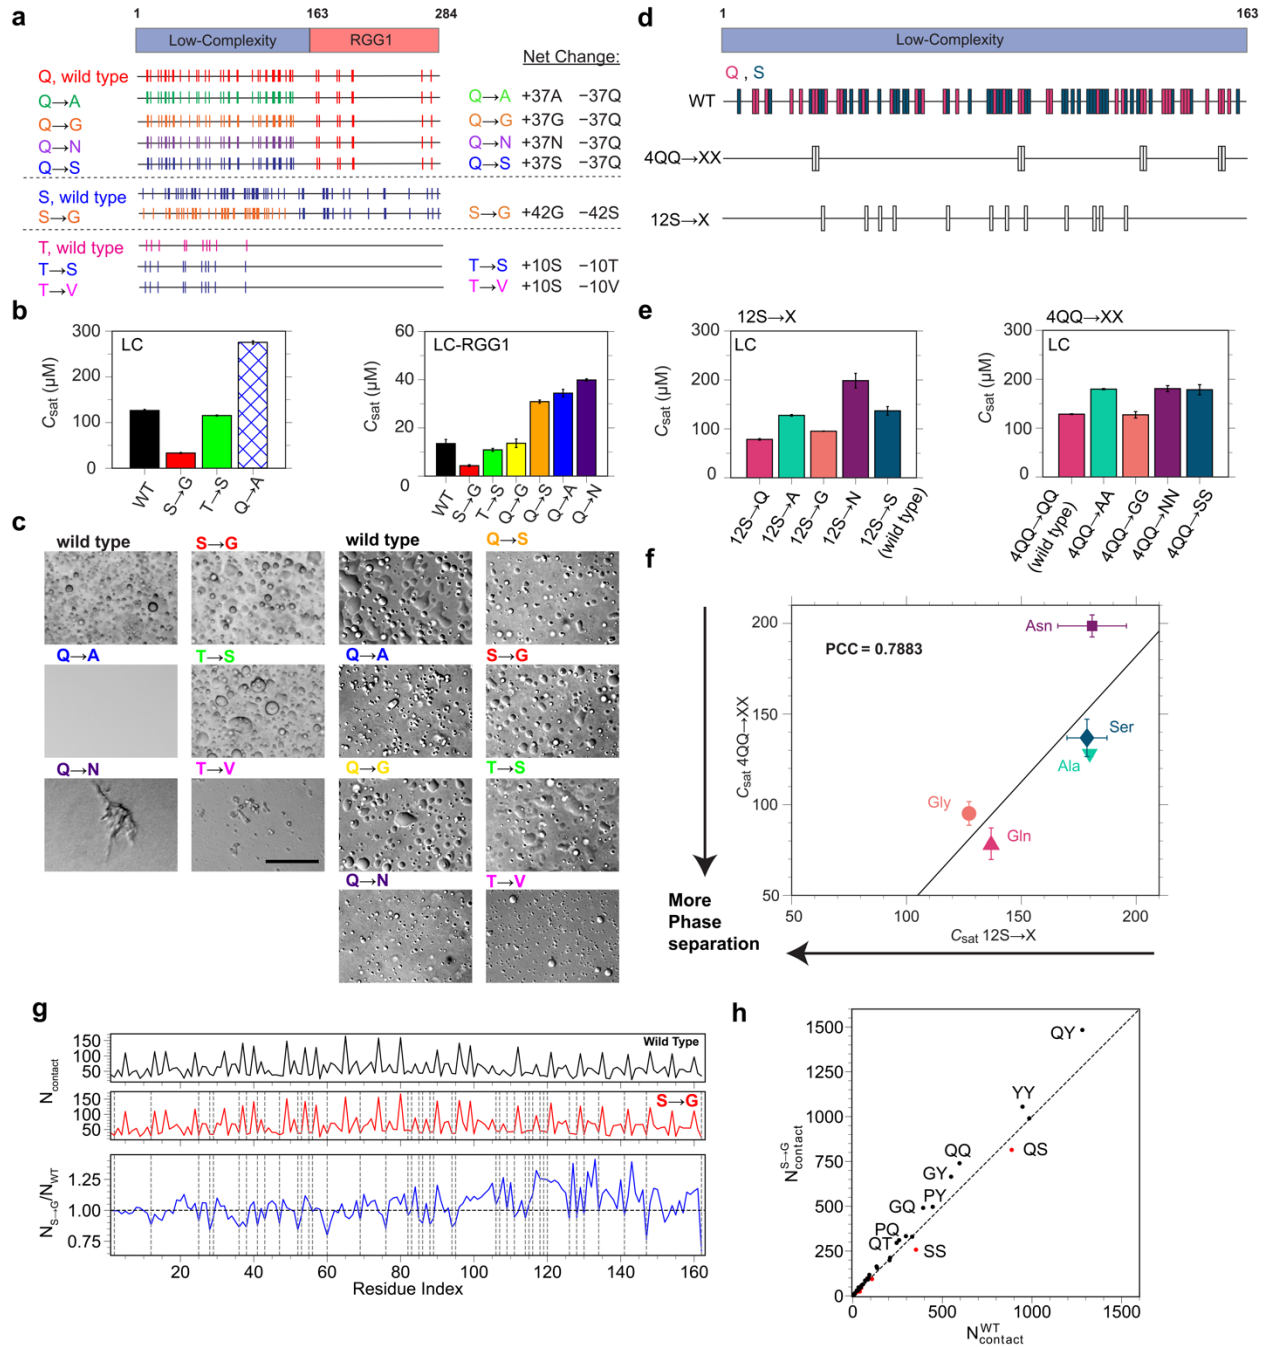 a
1 163 284
Low-Complexity RGG1
Net Change:
Q, wild type
Q→A Q→A +37A −37Q
Q→G Q→G +37G −37Q
Q→N Q→N +37N −37Q
Q→S Q→S +37S −37Q
S, wild type
S→G S→G +42G −42S
T, wild type
T→S T→S +10S −10T
T→V T→V +10S −10V
d
1 163
Low-Complexity
Q , S
WT
4QQ→XX
12S→X
b
300
200
100
0
Csat (μM)
LC
WT S→G T→S Q→A
60
40
20
0
Csat (μM)
LC-RGG1
WT S→G T→S Q→G Q→S Q→A Q→N
e
12S→X
300
200
100
0
Csat (μM)
LC
12S→Q 12S→A 12S→G 12S→N 12S→S (wild type)
4QQ→XX
300
200
100
0
Csat (μM)
LC
4QQ→QQ (wild type) 4QQ→AA 4QQ→GG 4QQ→NN 4QQ→SS
c
wild type S→G wild type Q→S
Q→A T→S Q→A S→G
Q→N T→V Q→G T→S
Q→N T→V
f
200
150
100
50
Csat 4QQ→XX
PCC = 0.7883
Asn
Ser
Ala
Gly
Gln
50 100 150 200
Csat 12S→X
More
Phase
separation
g
150
100
50
Wild Type
Ncontact
150
100
50
S→G
1.25
1.00
0.75
NS→G/NWT
20 40 60 80 100 120 140 160
Residue Index
h
1500
1250
1000
750
500
250
0
NS→Gcontact
QY
YY
QS
QQ
GY
PY
GQ
PQ
QT
SS
0 500 1000 1500
NWTcontact